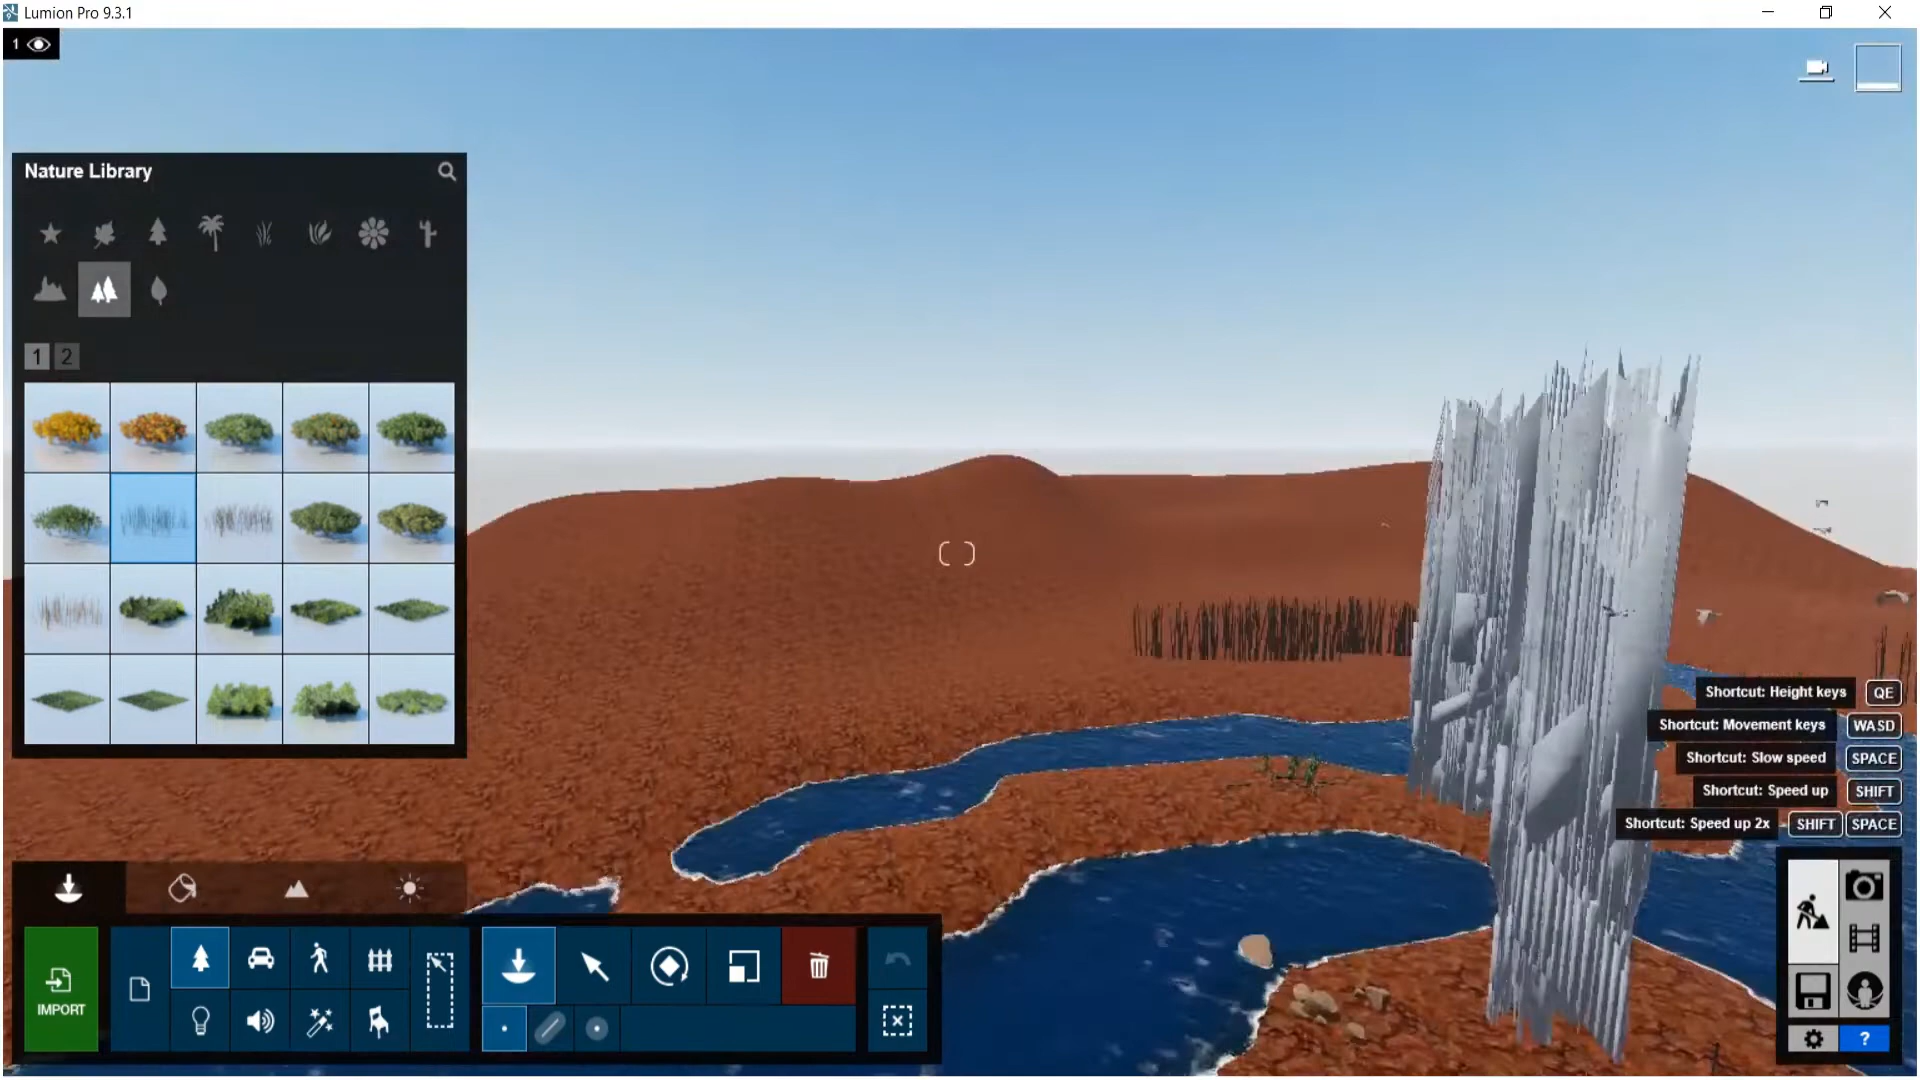 Lumion Pro 9.3.1
1
Nature Library
1 2
Shortcut: Height keys QE
Shortcut: Movement keys WASD
Shortcut: Slow speed SPACE
Shortcut: Speed up SHIFT
Shortcut: Speed up 2x SHIFT SPACE
IMPORT
?